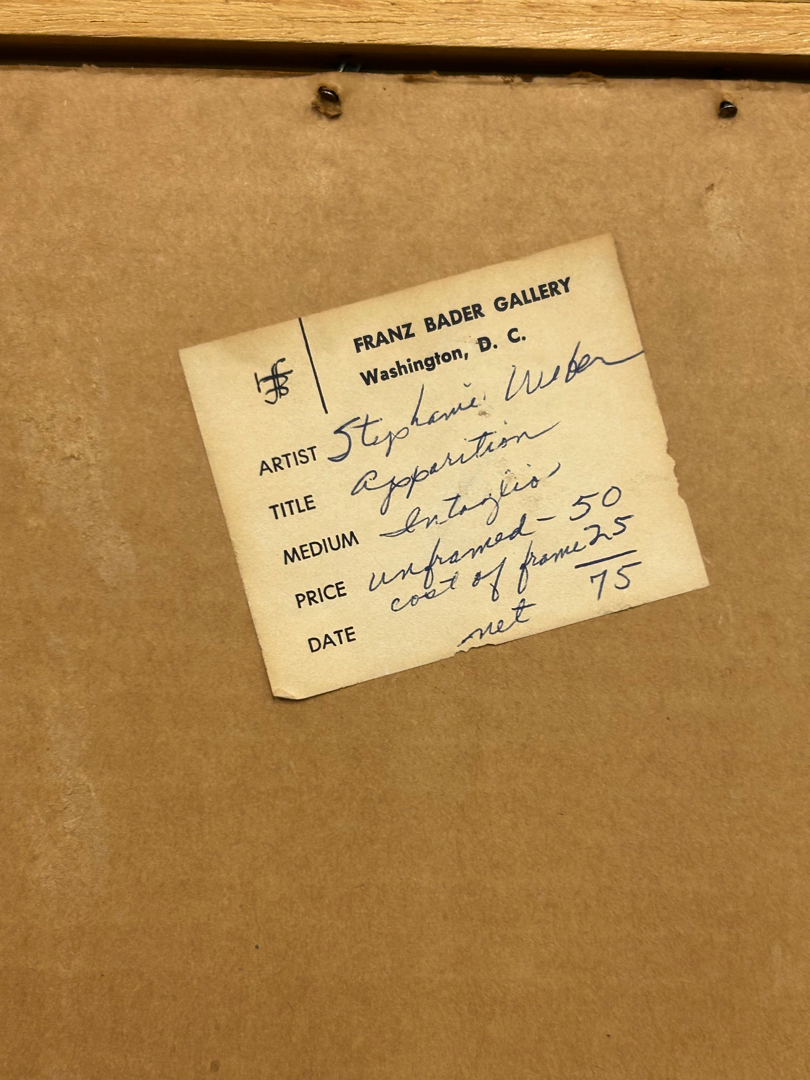 FRANZ BADER GALLERY
Washington, D. C.
ARTIST Stephanie Weber
TITLE Apparition
MEDIUM Intaglio
PRICE unframed - 50
cost of frame 25
DATE net 75